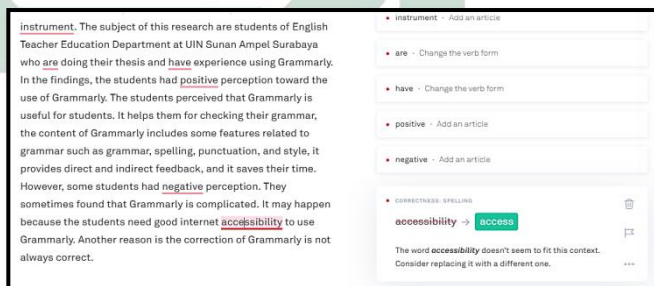 instrument. The subject of this research are students of English
Teacher Education Department at UIN Sunan Ampel Surabaya
who are doing their thesis and have experience using Grammarly.
In the findings, the students had positive perception toward the
use of Grammarly. The students perceived that Grammarly is
useful for students. It helps them for checking their grammar,
the content of Grammarly includes some features related to
grammar such as grammar, spelling, punctuation, and style, it
provides direct and indirect feedback, and it saves their time.
However, some students had negative perception. They
sometimes found that Grammarly is complicated. It may happen
because the students need good internet accessibility to use
Grammarly. Another reason is the correction of Grammarly is not
always correct.
• instrument · Add an article
• are · Change the verb form
• have · Change the verb form
• positive · Add an article
• negative · Add an article
• CORRECTNESS: SPELLING
accessibility → access
The word accessibility doesn't seem to fit this context.
Consider replacing it with a different one.